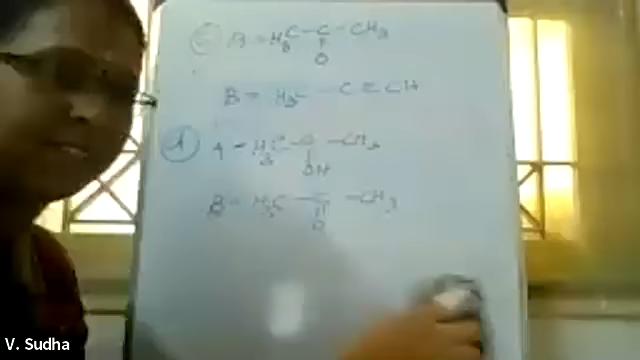 C A = H3C - C - CH3
O
B = H3C - C ≡ CH
A A - H3C - C - CH3
OH
B = H3C - C - CH3
||
O
V. Sudha